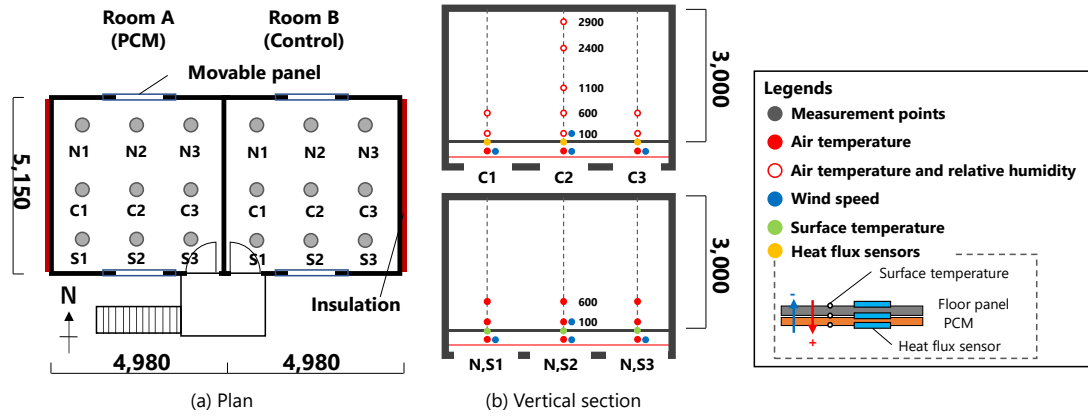 Room A
(PCM)
Room B
(Control)
Movable panel
N1 N2 N3 N1 N2 N3
C1 C2 C3 C1 C2 C3
S1 S2 S3 S1 S2 S3
5,150
N
Insulation
4,980 4,980
(a) Plan
2900
2400
1100
600
100
3,000
C1 C2 C3
600
100
3,000
N,S1 N,S2 N,S3
(b) Vertical section
Legends
Measurement points
Air temperature
Air temperature and relative humidity
Wind speed
Surface temperature
Heat flux sensors
Surface temperature
- Floor panel
PCM
+
Heat flux sensor